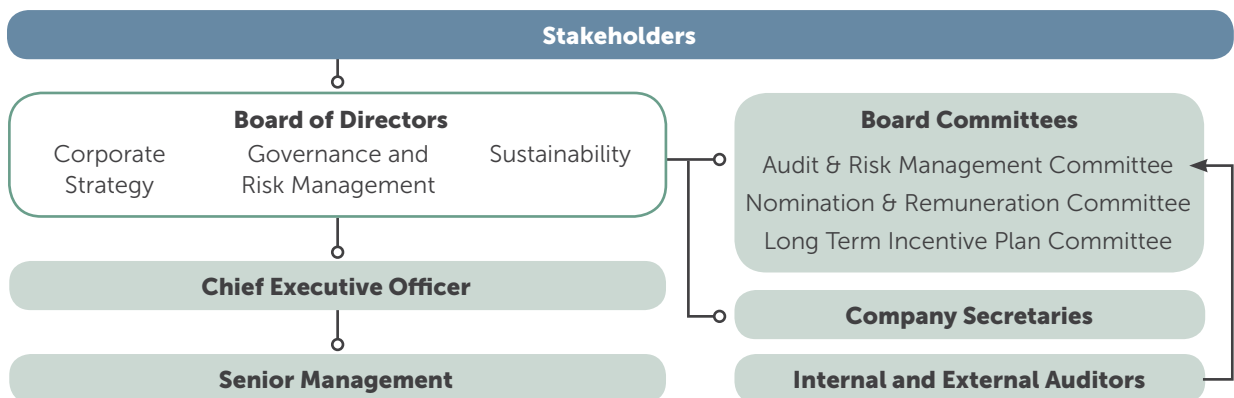 Stakeholders
Board of Directors
Corporate
Strategy
Governance and
Risk Management
Sustainability
Chief Executive Officer
Senior Management
Board Committees
Audit & Risk Management Committee
Nomination & Remuneration Committee
Long Term Incentive Plan Committee
Company Secretaries
Internal and External Auditors